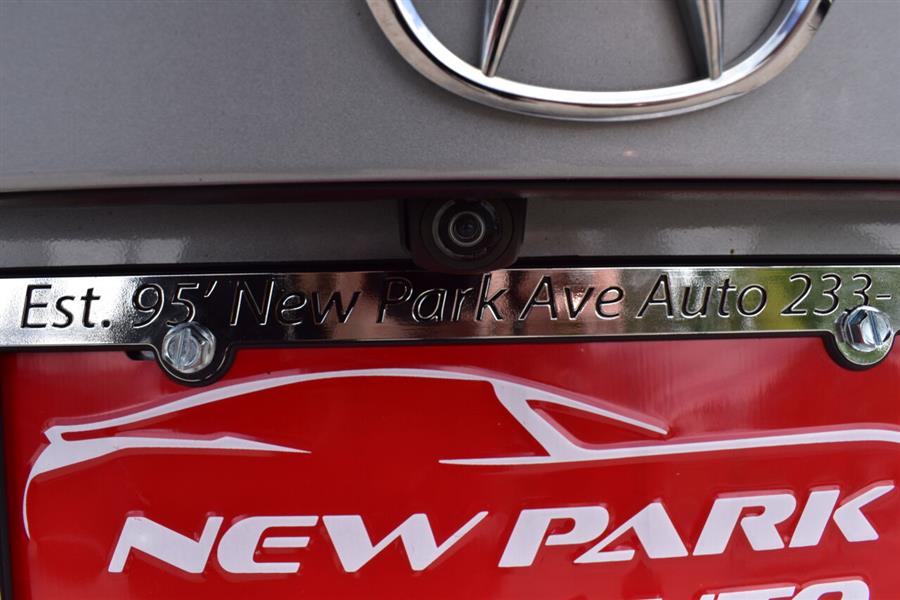 Est. 95' New Park Ave Auto 233-
NEW PARK